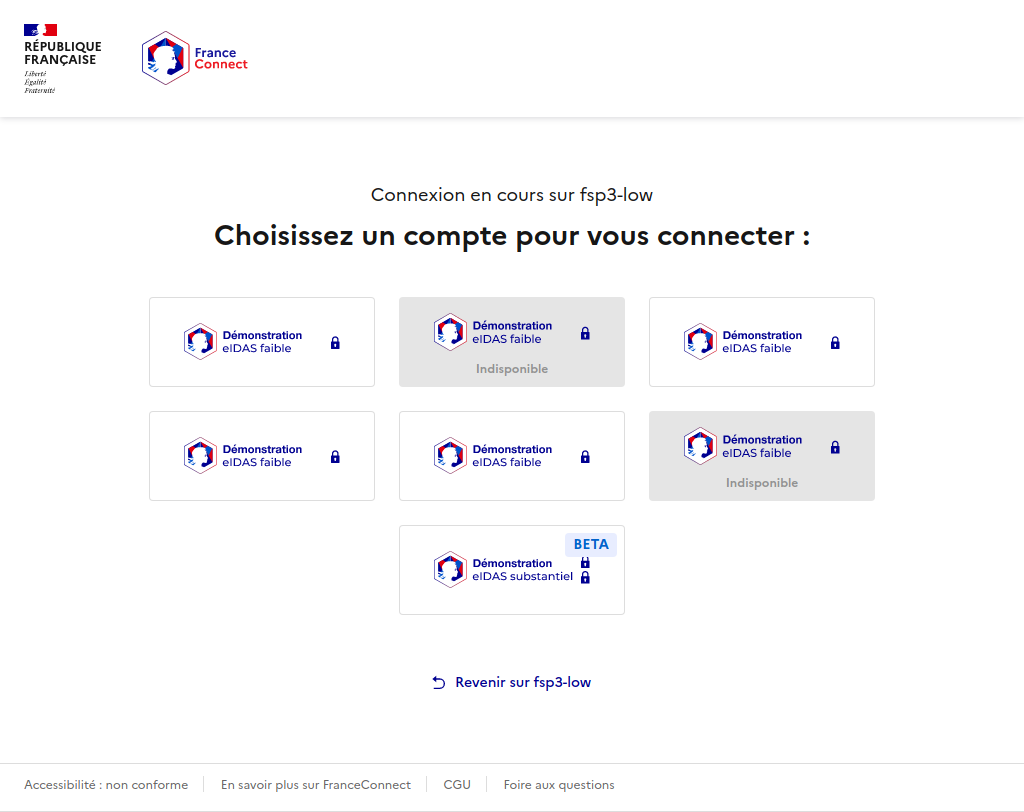 RÉPUBLIQUE
FRANÇAISE
Liberté
Égalité
Fraternité
France
Connect
Connexion en cours sur fsp3-low
Choisissez un compte pour vous connecter :
Démonstration
eIDAS faible
Démonstration
eIDAS faible
Indisponible
Démonstration
eIDAS faible
Démonstration
eIDAS faible
Démonstration
eIDAS faible
Démonstration
eIDAS faible
Indisponible
BETA
Démonstration
eIDAS substantiel
Revenir sur fsp3-low
Accessibilité : non conforme
En savoir plus sur FranceConnect
CGU
Foire aux questions